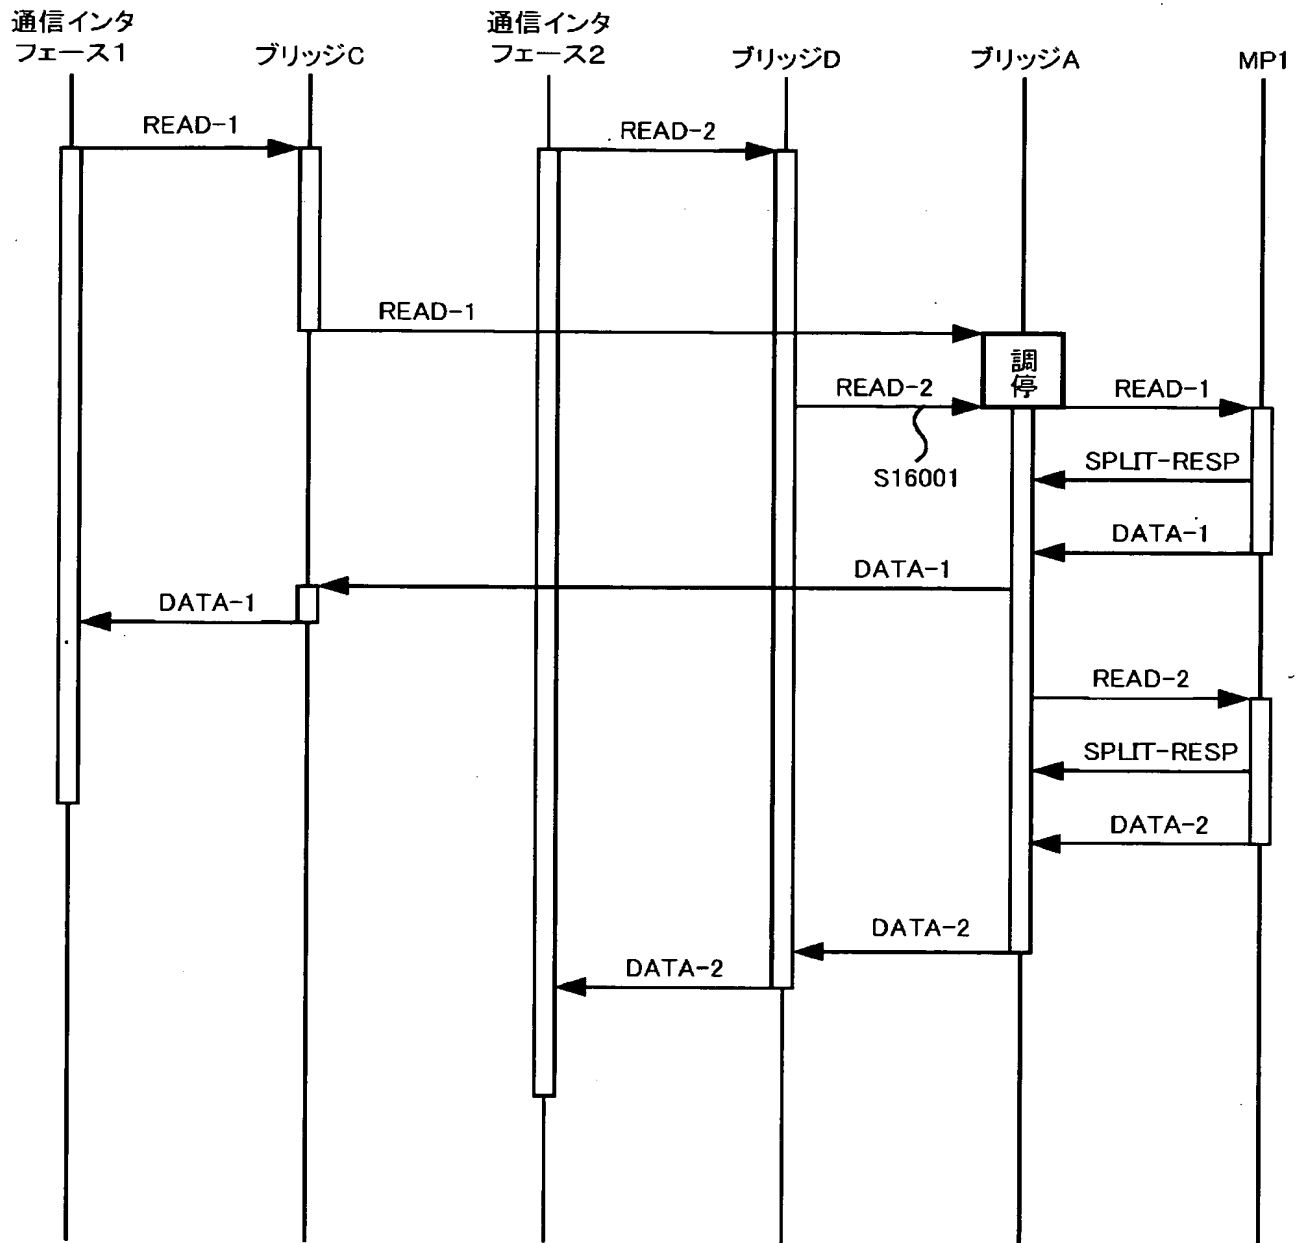 通信インタ
フェース1
ブリッジC
通信インタ
フェース2
ブリッジD
ブリッジA
MP1
READ-1
READ-2
READ-1
調
停
READ-2
READ-1
S16001
SPLIT-RESP
DATA-1
DATA-1
DATA-1
READ-2
SPLIT-RESP
DATA-2
DATA-2
DATA-2